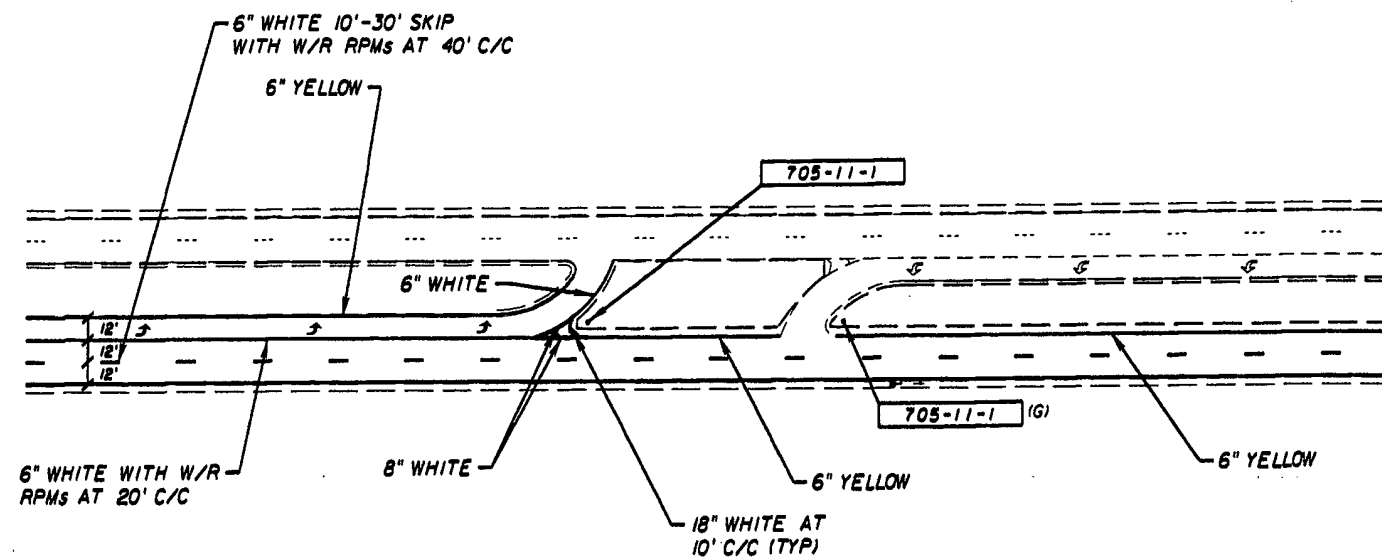 6" WHITE 10'-30' SKIP
WITH W/R RPMs AT 40' C/C
6" YELLOW
705-11-1
6" WHITE
12'
12'
12'
705-11-1 (G)
6" WHITE WITH W/R
RPMs AT 20' C/C
8" WHITE
6" YELLOW
6" YELLOW
18" WHITE AT
10' C/C (TYP)